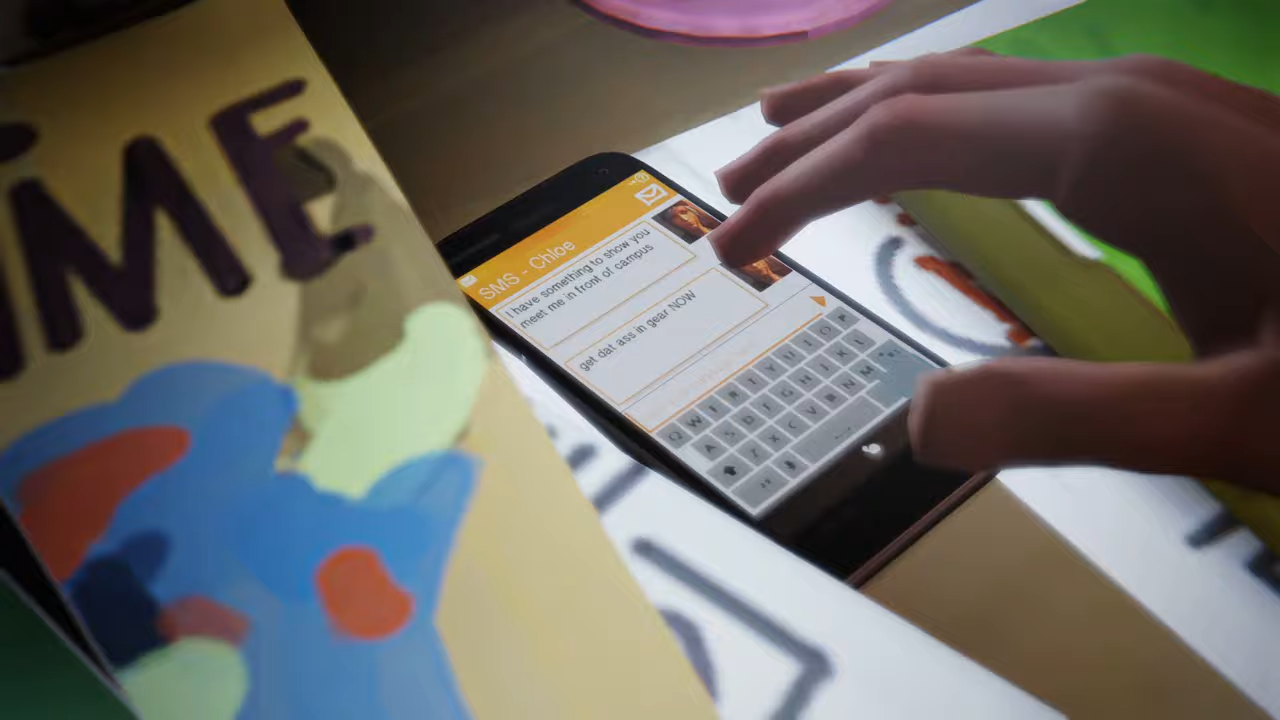 ME
SMS - Chloe
I have something to show you
meet me in front of campus
get dat ass in gear NOW
Q W E R T Y U I O P
A S D F G H J K L
Z X C V B N M